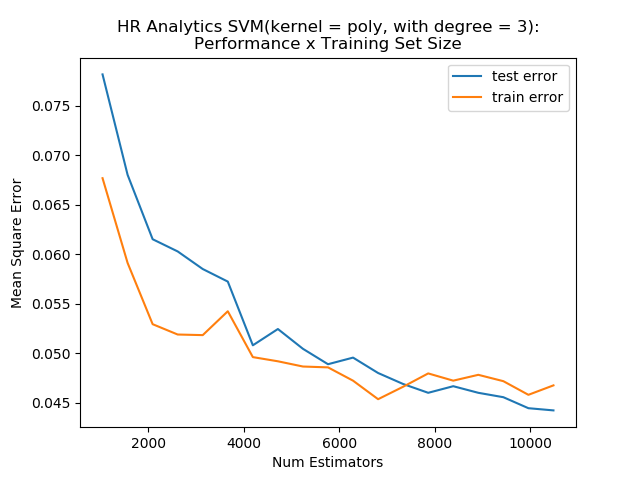 HR Analytics SVM(kernel = poly, with degree = 3):
Performance x Training Set Size
test error
train error
0.075
0.070
0.065
0.060
0.055
0.050
0.045
Mean Square Error
2000 4000 6000 8000 10000
Num Estimators